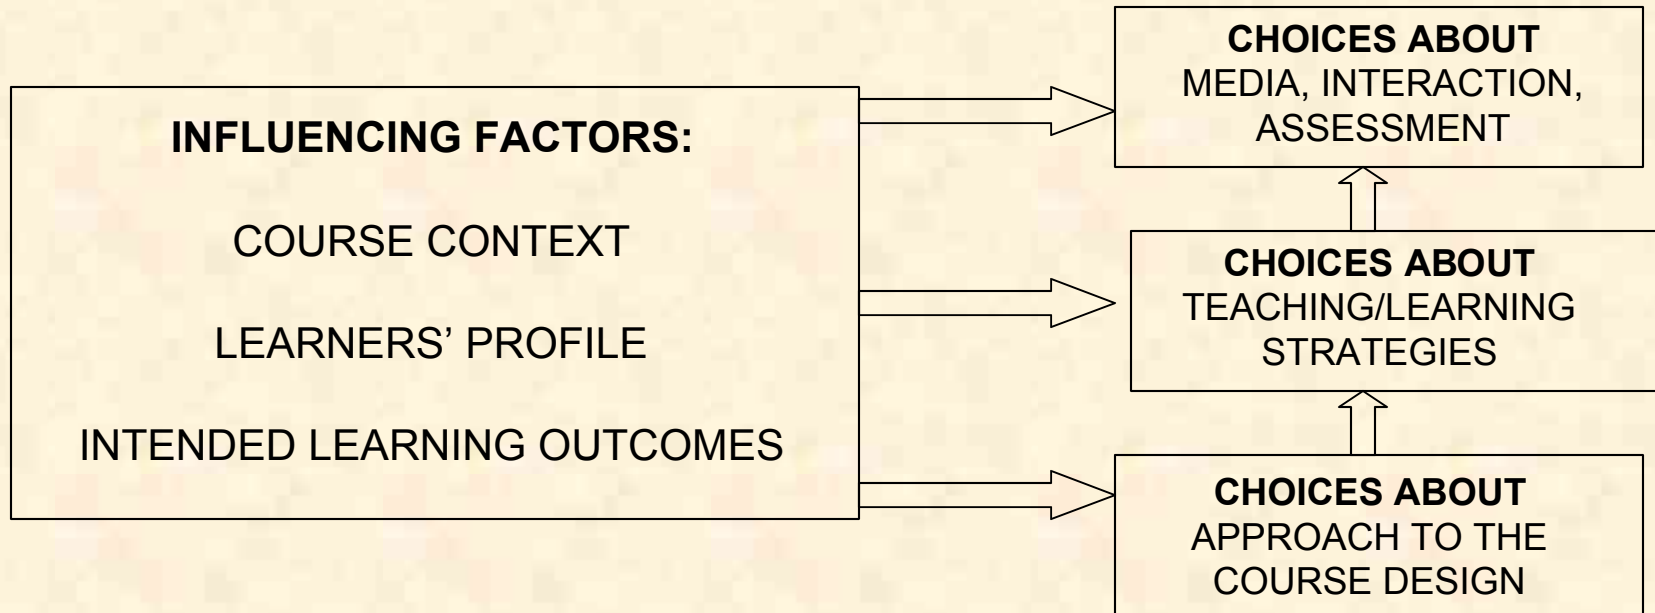 INFLUENCING FACTORS:
COURSE CONTEXT
LEARNERS’ PROFILE
INTENDED LEARNING OUTCOMES
CHOICES ABOUT
MEDIA, INTERACTION,
ASSESSMENT
CHOICES ABOUT
TEACHING/LEARNING
STRATEGIES
CHOICES ABOUT
APPROACH TO THE
COURSE DESIGN